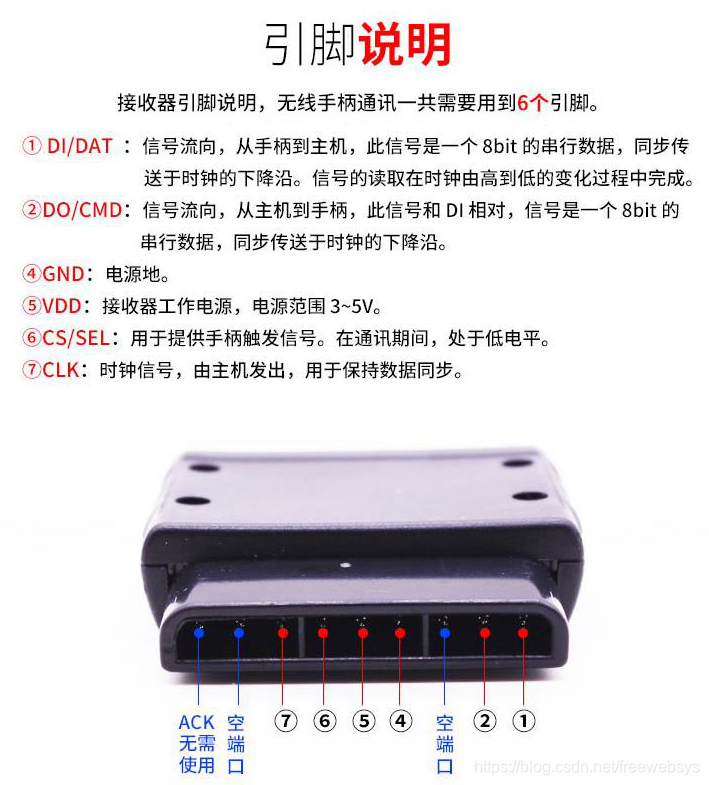 引脚说明
接收器引脚说明，无线手柄通讯一共需要用到6个引脚。
① DI/DAT ：信号流向，从手柄到主机，此信号是一个 8bit 的串行数据，同步传
送于时钟的下降沿。信号的读取在时钟由高到低的变化过程中完成。
②DO/CMD：信号流向，从主机到手柄，此信号和 DI 相对，信号是一个 8bit 的
串行数据，同步传送于时钟的下降沿。
④GND：电源地。
⑤VDD：接收器工作电源，电源范围 3~5V。
⑥CS/SEL：用于提供手柄触发信号。在通讯期间，处于低电平。
⑦CLK：时钟信号，由主机发出，用于保持数据同步。
ACK
无需
使用
空端口
⑦
⑥
⑤
④
空端口
②
①
https://blog.csdn.net/freewebsys